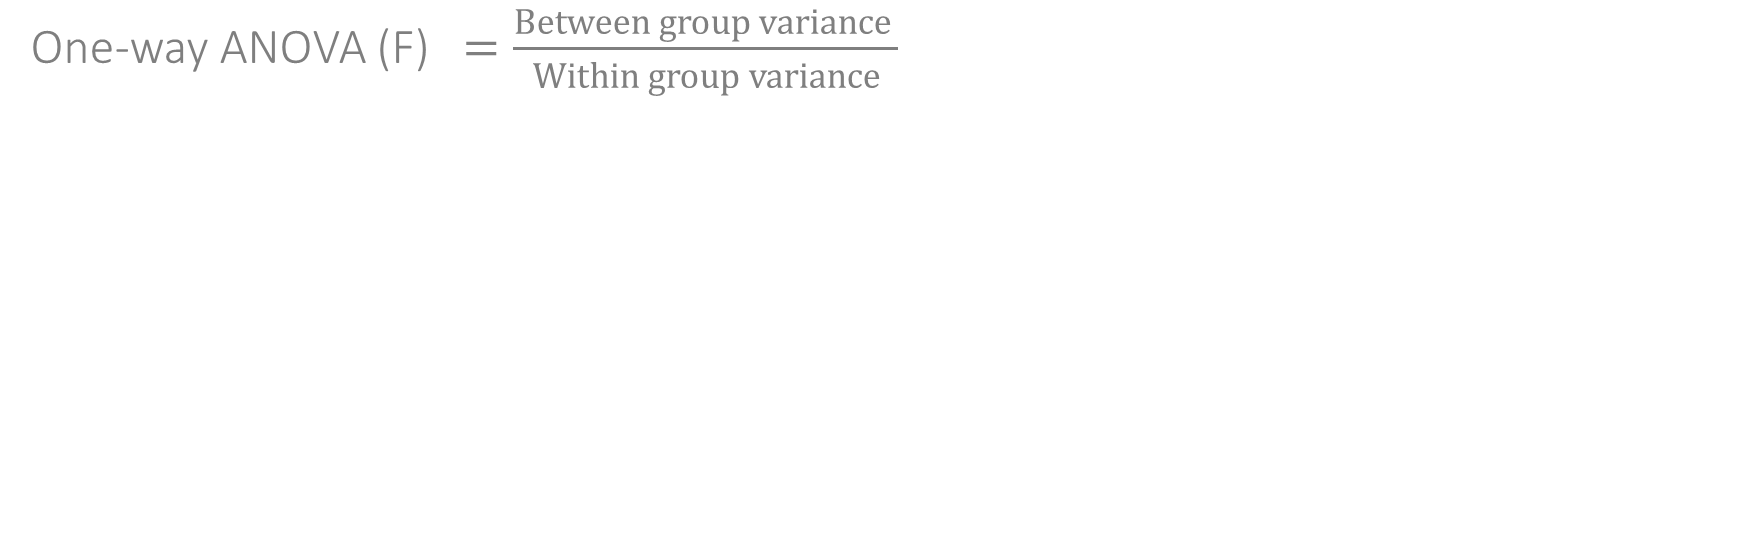 One-way ANOVA (F) = Between group variance
Within group variance